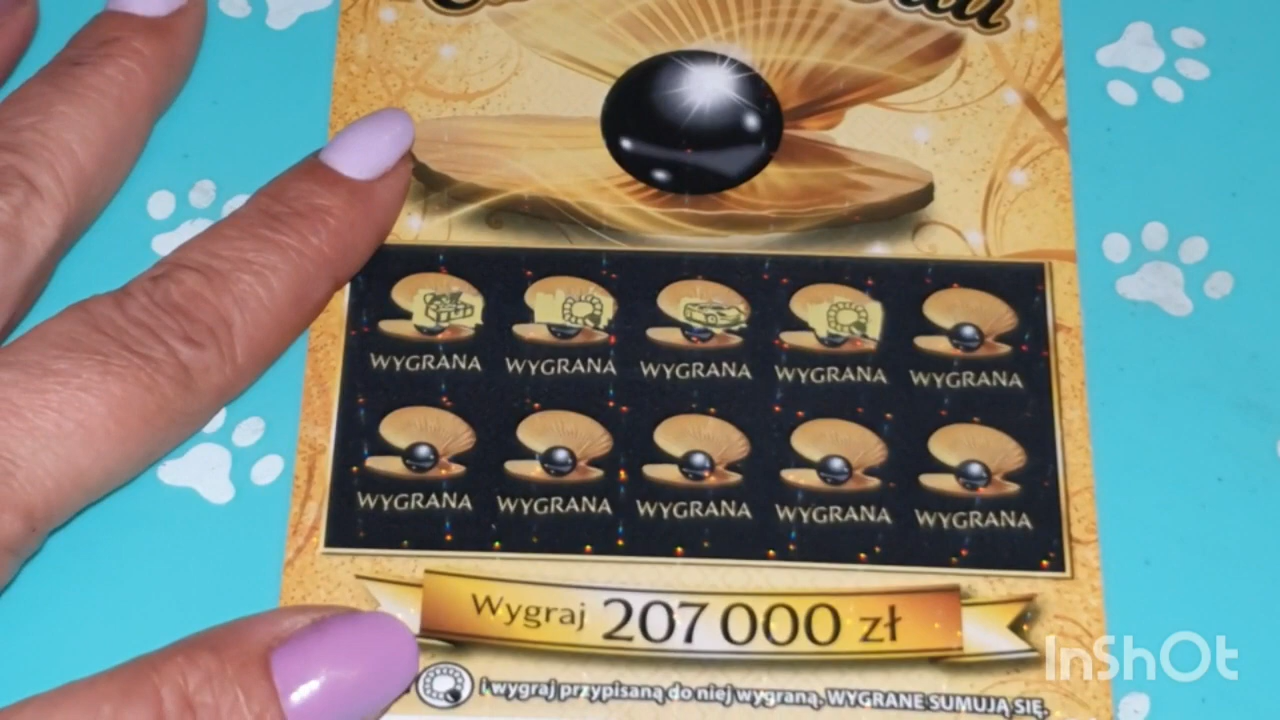 WYGRANA WYGRANA WYGRANA WYGRANA WYGRANA
WYGRANA WYGRANA WYGRANA WYGRANA WYGRANA
Wygraj 207 000 zł
i wygraj przypisaną do niej wygraną. WYGRANE SUMUJĄ SIĘ.
InShOt